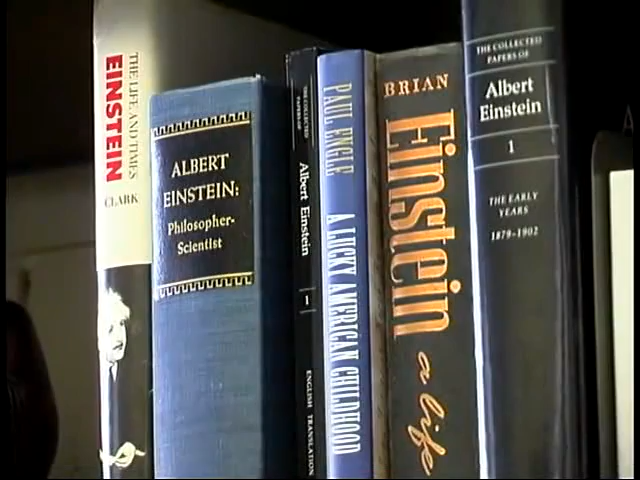 THE LIFE AND TIMES
EINSTEIN
CLARK
ALBERT
EINSTEIN:
Philosopher-
Scientist
THE COLLECTED
PAPERS OF
Albert Einstein
1
ENGLISH TRANSLATION
PAUL ENGLE
A LUCKY AMERICAN CHILDHOOD
BRIAN
Einstein
a life
THE COLLECTED
PAPERS OF
Albert
Einstein
1
THE EARLY
YEARS
1879-1902